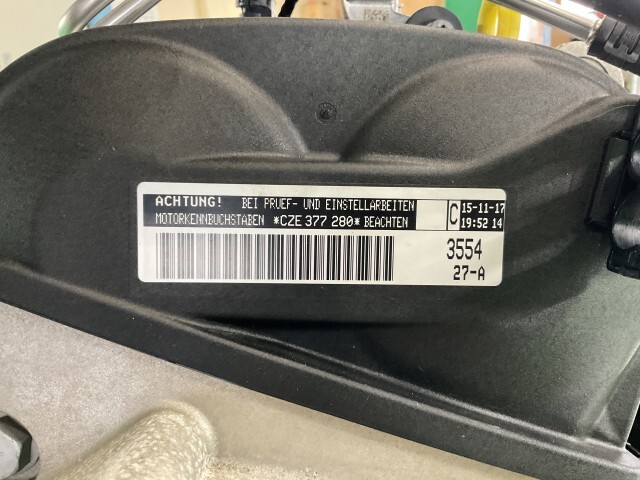 ACHTUNG! BEI PRUEF- UND EINSTELLARBEITEN
MOTORKENNBUCHSTABEN *CZE 377 280* BEACHTEN
C
15-11-17
19:52 14
3554
27-A